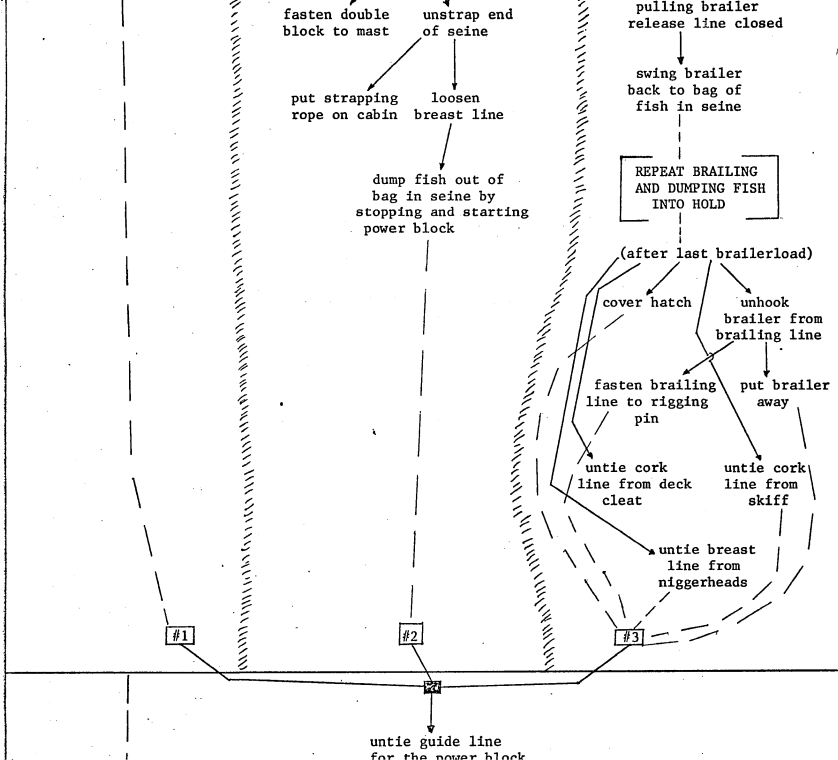 fasten double
block to mast
unstrap end
of seine
put strapping
rope on cabin
loosen
breast line
dump fish out of
bag in seine by
stopping and starting
power block
pulling brailer
release line closed
swing brailer
back to bag of
fish in seine
REPEAT BRAILING
AND DUMPING FISH
INTO HOLD
(after last brailerload)
cover hatch
unhook
brailer from
brailing line
fasten brailing
line to rigging
pin
put brailer
away
untie cork
line from deck
cleat
untie cork
line from
skiff
untie breast
line from
niggerheads
#1
#2
#3
untie guide line
for the power block